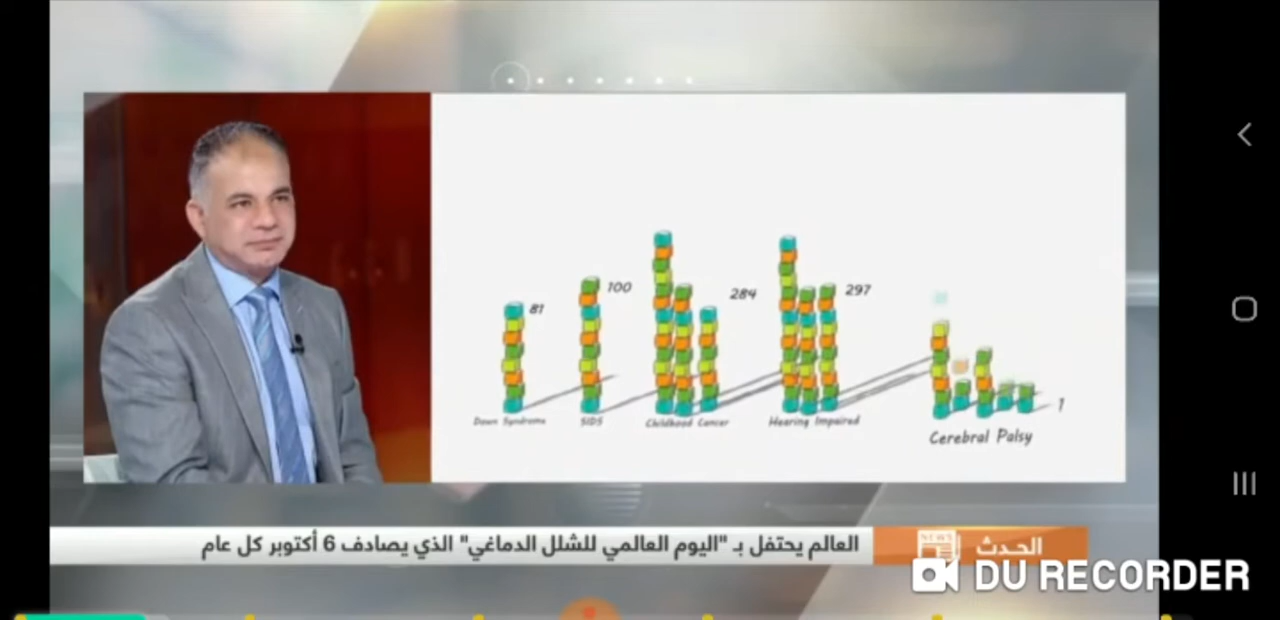 81
100
284
297
1
Down Syndrome
SIDS
Childhood Cancer
Hearing Impaired
Cerebral Palsy
الحدث
NEWS
العالم يحتفل بـ "اليوم العالمي للشلل الدماغي" الذي يصادف 6 أكتوبر كل عام
DU RECORDER